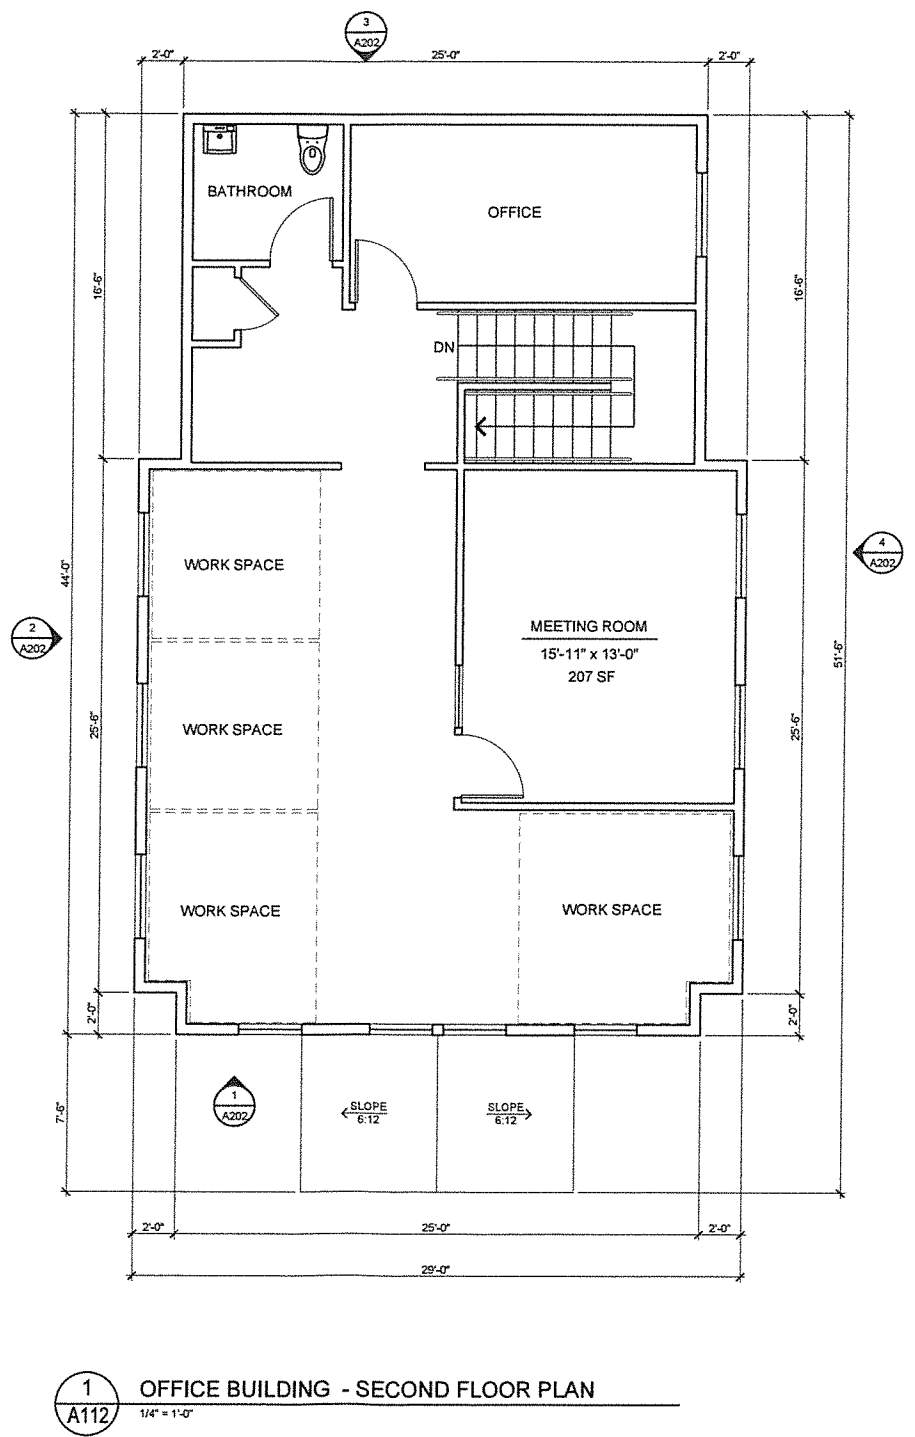 3
A202
2'-0"
25'-0"
2'-0"
BATHROOM
OFFICE
16'-6"
16'-6"
DN
WORK SPACE
44'-0"
4
A202
2
A202
MEETING ROOM
15'-11" x 13'-0"
207 SF
51'-6"
WORK SPACE
25'-6"
25'-6"
WORK SPACE
WORK SPACE
2'-0"
2'-0"
7'-6"
1
A202
SLOPE
6:12
SLOPE
6:12
2'-0"
25'-0"
2'-0"
29'-0"
1
A112
OFFICE BUILDING - SECOND FLOOR PLAN
1/4" = 1'-0"